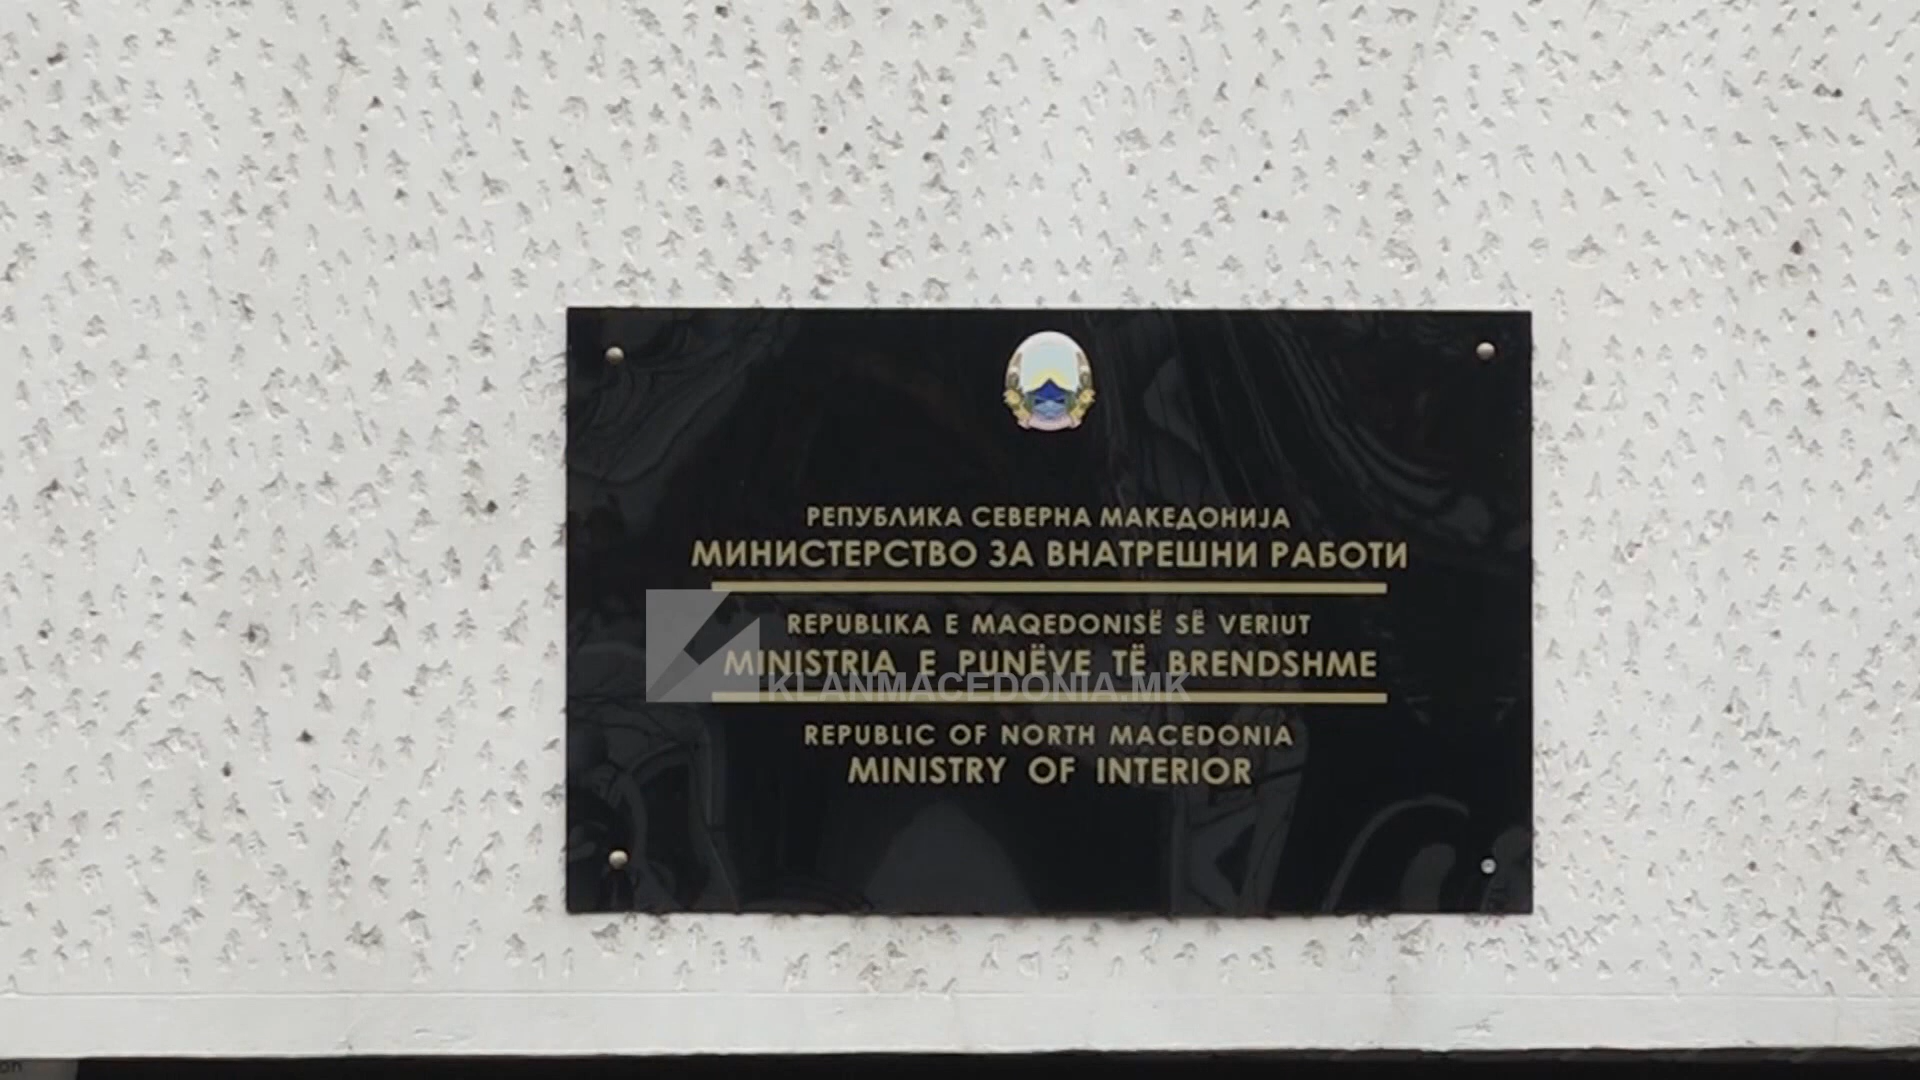 РЕПУБЛИКА СЕВЕРНА МАКЕДОНИЈА
МИНИСТЕРСТВО ЗА ВНАТРЕШНИ РАБОТИ
REPUBLIKA E MAQEDONISË SË VERIUT
MINISTRIA E PUNËVE TË BRENDSHME
KLANMACEDONIA.MK
REPUBLIC OF NORTH MACEDONIA
MINISTRY OF INTERIOR